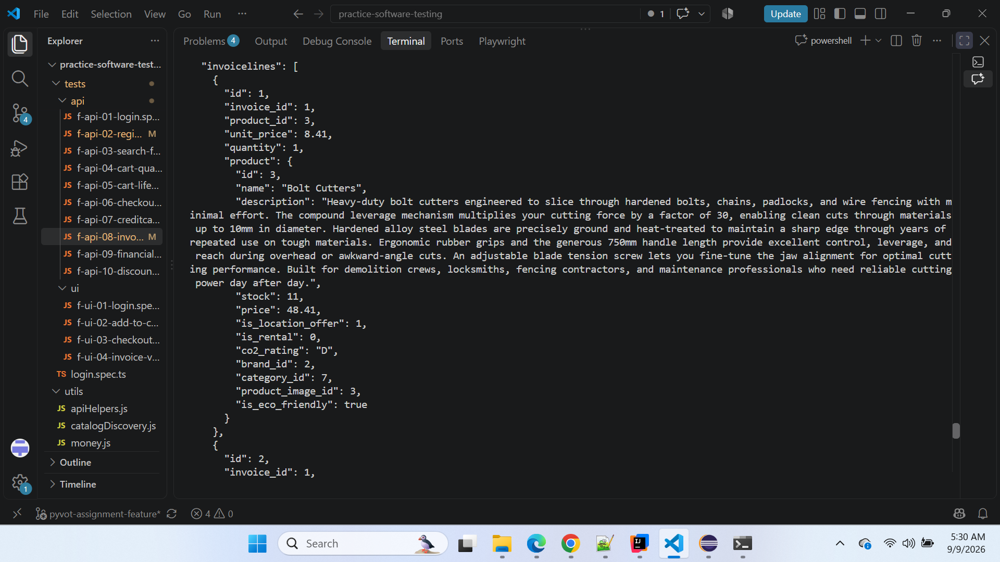 File Edit Selection View Go Run ···
practice-software-testing
1
Update
Explorer
practice-software-test...
tests
api
JS f-api-01-login.sp...
JS f-api-02-regi... M
JS f-api-03-search-f...
JS f-api-04-cart-qua...
JS f-api-05-cart-life...
JS f-api-06-checkou...
JS f-api-07-creditca...
JS f-api-08-invo... M
JS f-api-09-financial...
JS f-api-10-discoun...
ui
JS f-ui-01-login.spe...
JS f-ui-02-add-to-c...
JS f-ui-03-checkout...
JS f-ui-04-invoice-v...
TS login.spec.ts
utils
JS apiHelpers.js
JS catalogDiscovery.js
JS money.js
Outline
Timeline
4
1
Problems 4 Output Debug Console Terminal Ports Playwright
powershell
"invoicelines": [
{
"id": 1,
"invoice_id": 1,
"product_id": 3,
"unit_price": 8.41,
"quantity": 1,
"product": {
"id": 3,
"name": "Bolt Cutters",
"description": "Heavy-duty bolt cutters engineered to slice through hardened bolts, chains, padlocks, and wire fencing with m
inimal effort. The compound leverage mechanism multiplies your cutting force by a factor of 30, enabling clean cuts through materials
up to 10mm in diameter. Hardened alloy steel blades are precisely ground and heat-treated to maintain a sharp edge through years of
repeated use on tough materials. Ergonomic rubber grips and the generous 750mm handle length provide excellent control, leverage, and
reach during overhead or awkward-angle cuts. An adjustable blade tension screw lets you fine-tune the jaw alignment for optimal cutt
ing performance. Built for demolition crews, locksmiths, fencing contractors, and maintenance professionals who need reliable cutting
power day after day.",
"stock": 11,
"price": 48.41,
"is_location_offer": 1,
"is_rental": 0,
"co2_rating": "D",
"brand_id": 2,
"category_id": 7,
"product_image_id": 3,
"is_eco_friendly": true
}
},
{
"id": 2,
"invoice_id": 1,
pyvot-assignment-feature* 4 0
Search
5:30 AM
9/9/2026